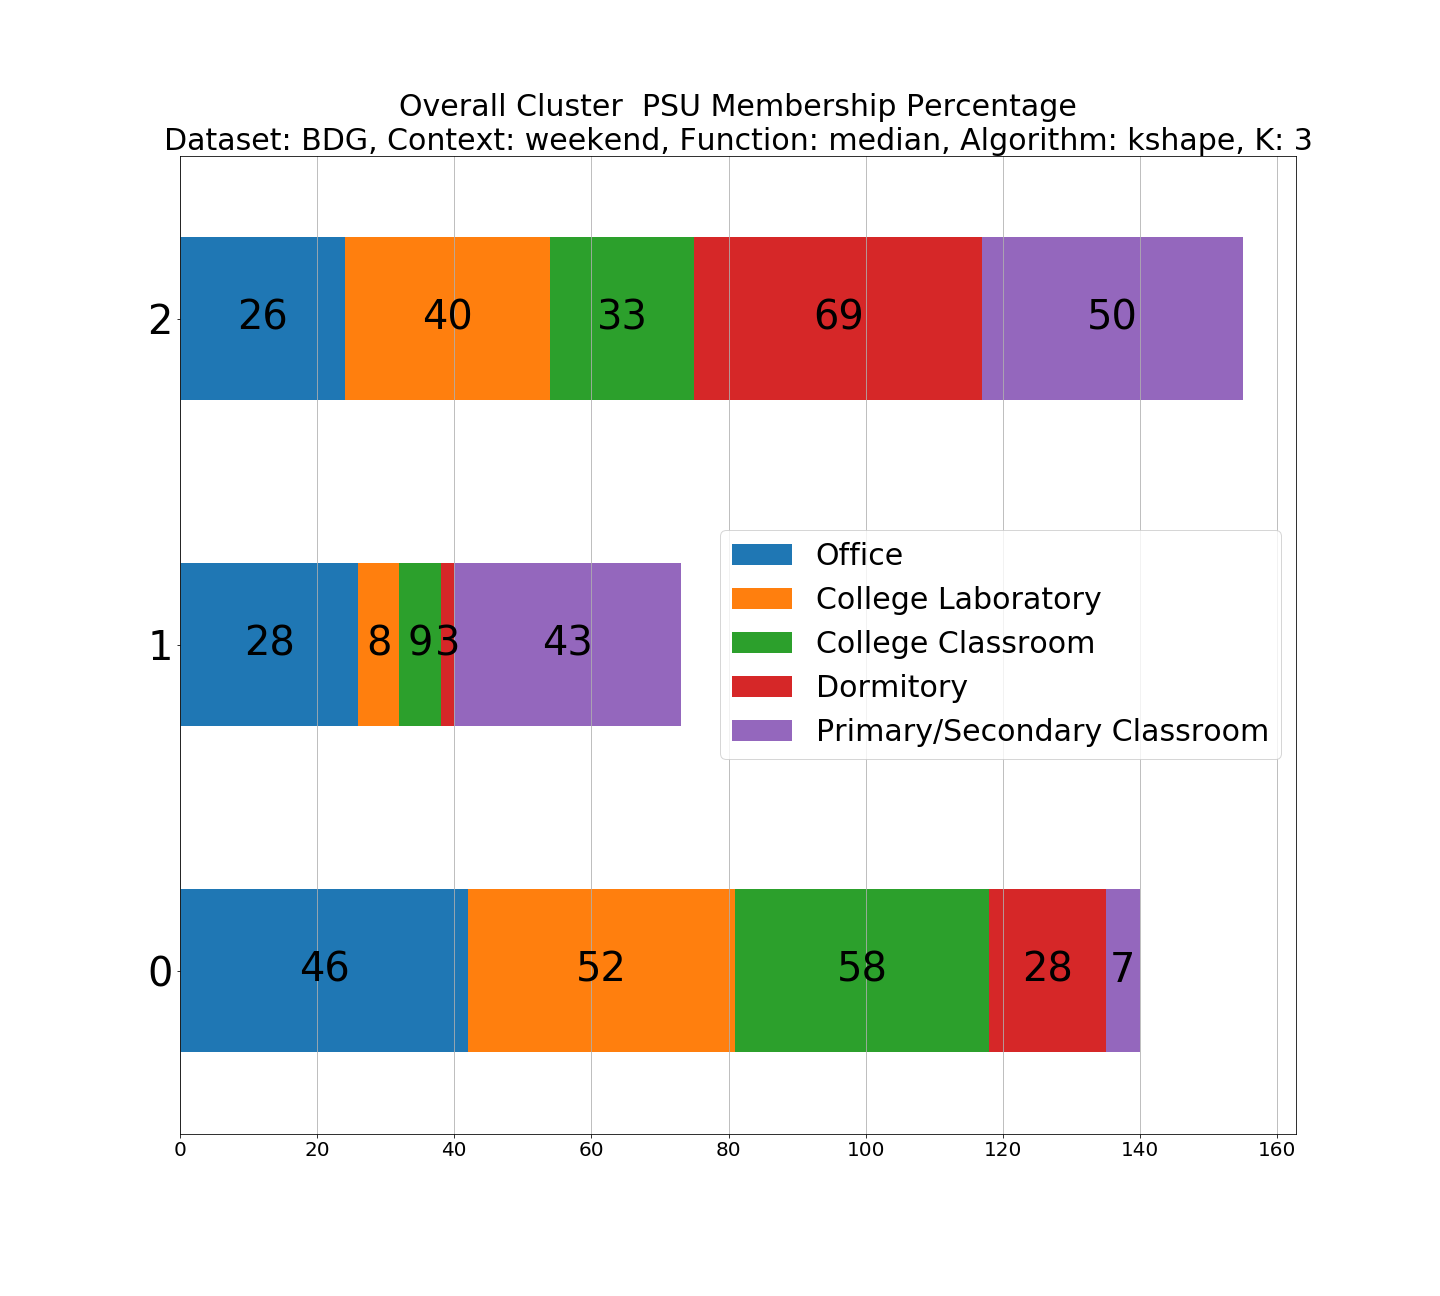 Overall Cluster  PSU Membership Percentage
Dataset: BDG, Context: weekend, Function: median, Algorithm: kshape, K: 3
2
26 40 33 69 50
1
28 8 9 3 43
Office
College Laboratory
College Classroom
Dormitory
Primary/Secondary Classroom
0
46 52 58 28 7
0 20 40 60 80 100 120 140 160